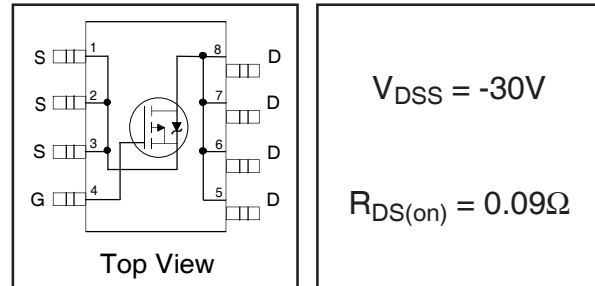 S 1 8 D
S 2 7 D
S 3 6 D
G 4 5 D
Top View
V_DSS = -30V
R_DS(on) = 0.09Ω